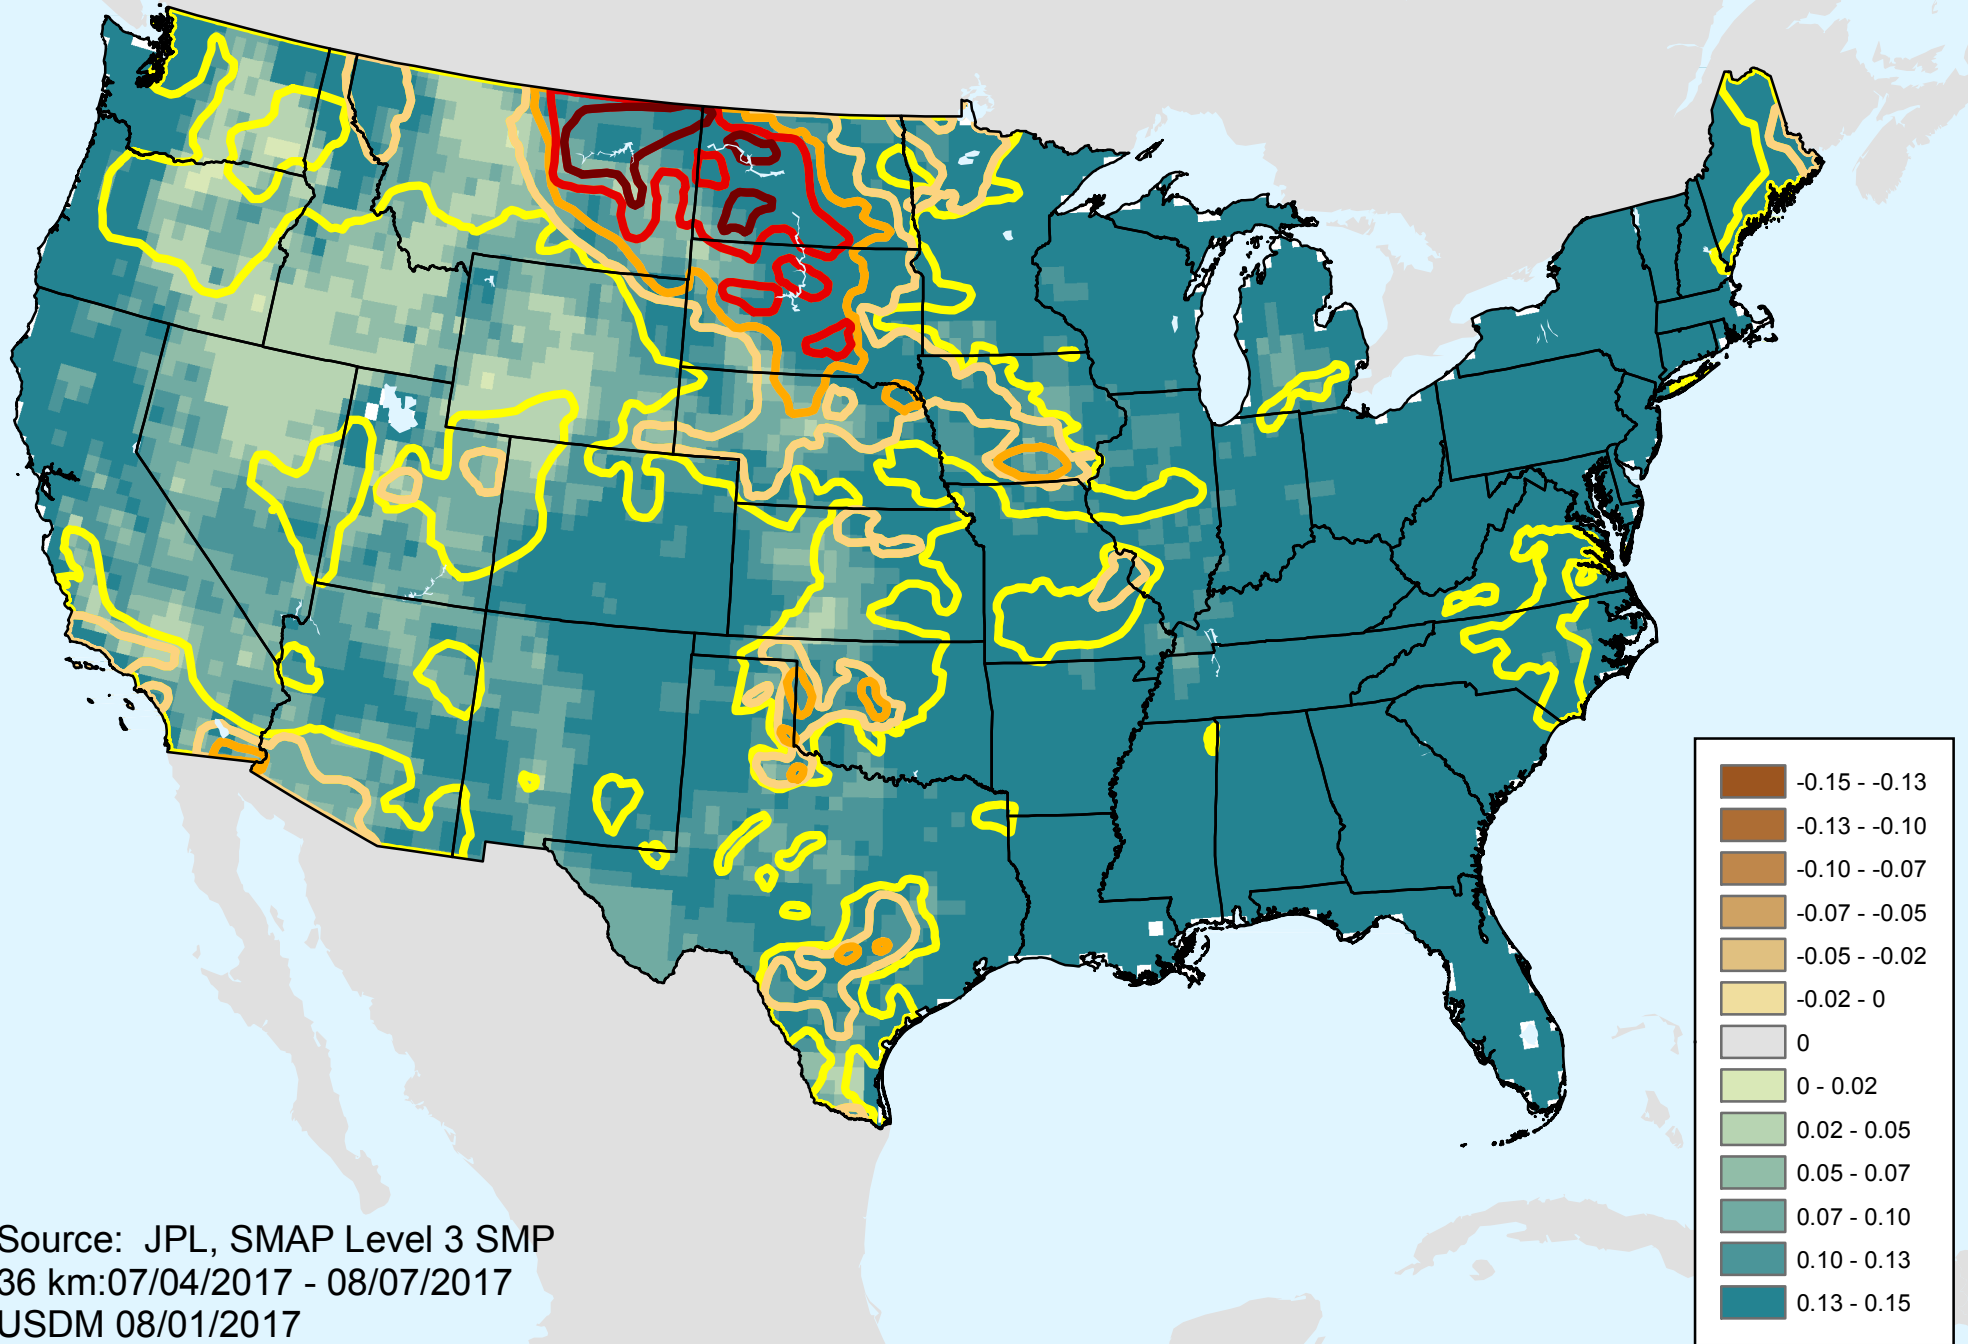 -0.15 - -0.13
-0.13 - -0.10
-0.10 - -0.07
-0.07 - -0.05
-0.05 - -0.02
-0.02 - 0
0
0 - 0.02
0.02 - 0.05
0.05 - 0.07
0.07 - 0.10
0.10 - 0.13
0.13 - 0.15
Source: JPL, SMAP Level 3 SMP
36 km:07/04/2017 - 08/07/2017
USDM 08/01/2017